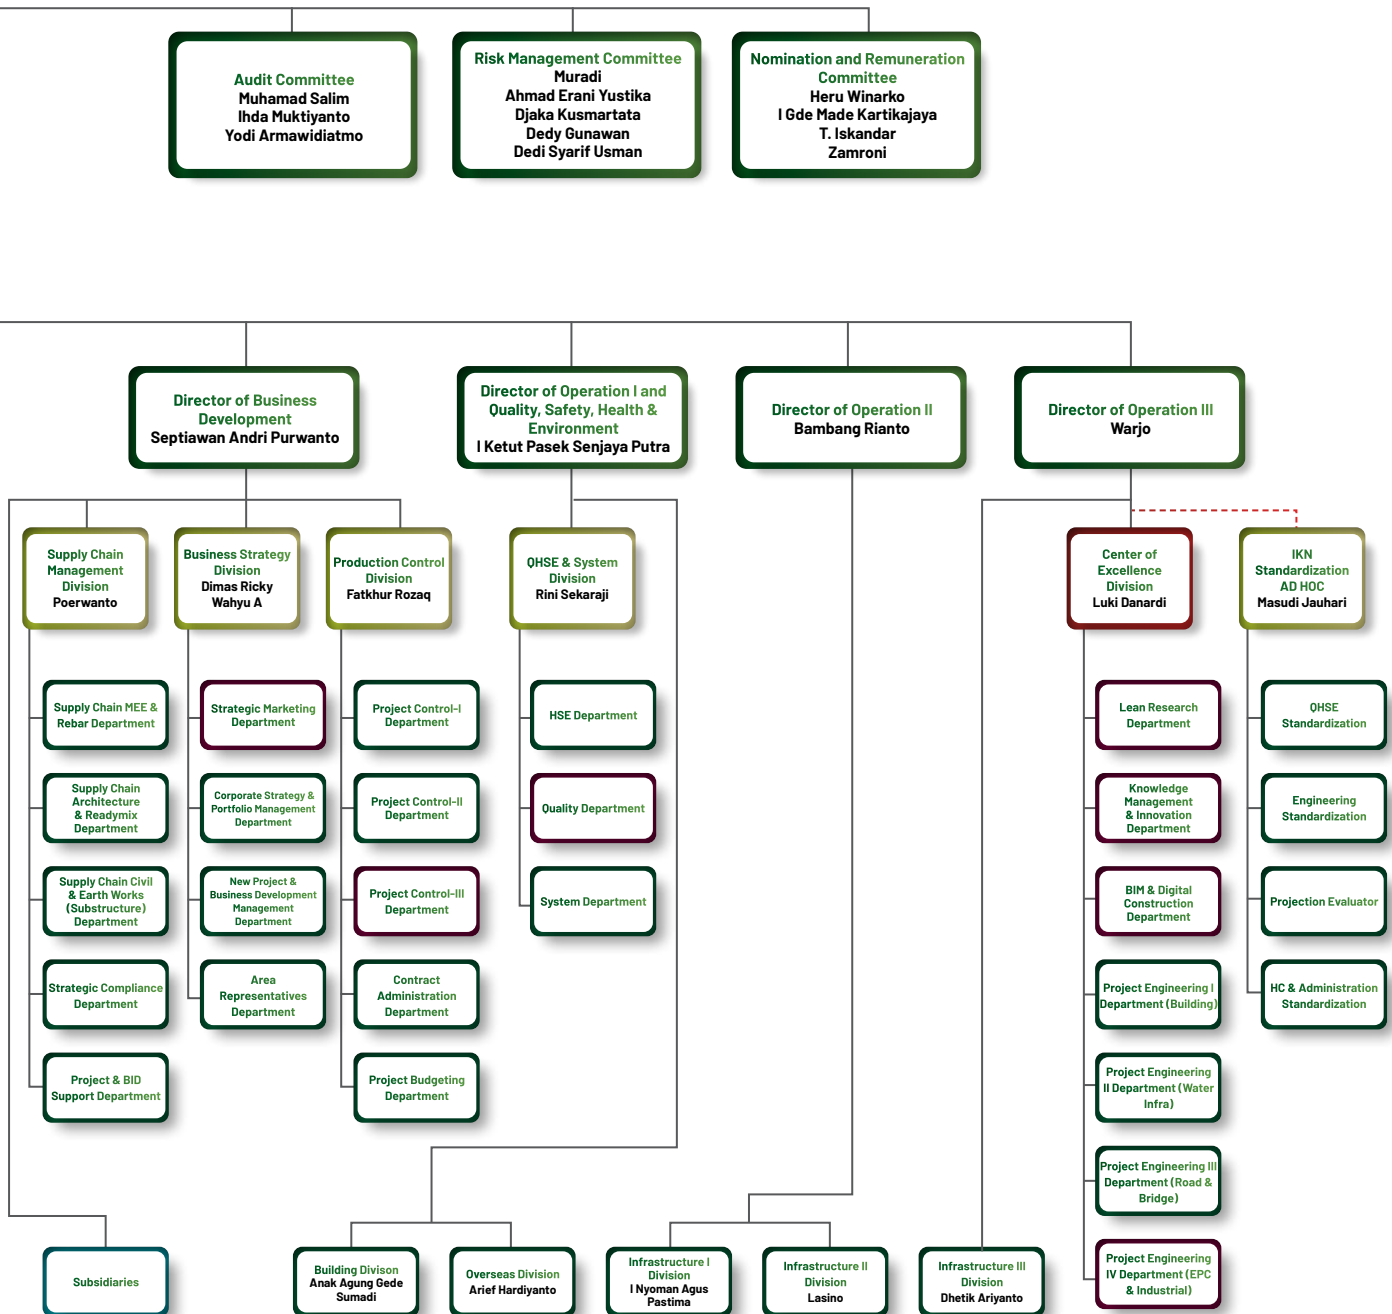 Audit Committee
Muhamad Salim
Ihda Muktiyanto
Yodi Armawidiatmo
Risk Management Committee
Muradi
Ahmad Erani Yustika
Djaka Kusmartata
Dedy Gunawan
Dedi Syarif Usman
Nomination and Remuneration
Committee
Heru Winarko
I Gde Made Kartikajaya
T. Iskandar
Zamroni
Director of Business
Development
Septiawan Andri Purwanto
Director of Operation I and
Quality, Safety, Health &
Environment
I Ketut Pasek Senjaya Putra
Director of Operation II
Bambang Rianto
Director of Operation III
Warjo
Supply Chain
Management
Division
Poerwanto
Business Strategy
Division
Dimas Ricky
Wahyu A
Production Control
Division
Fatkhur Rozaq
QHSE & System
Division
Rini Sekaraji
Center of
Excellence
Division
Luki Danardi
IKN
Standardization
AD HOC
Masudi Jauhari
Supply Chain MEE &
Rebar Department
Supply Chain
Architecture
& Readymix
Department
Supply Chain Civil
& Earth Works
(Substructure)
Department
Strategic Compliance
Department
Project & BID
Support Department
Strategic Marketing
Department
Corporate Strategy &
Portfolio Management
Department
New Project &
Business Development
Management
Department
Area
Representatives
Department
Project Control-I
Department
Project Control-II
Department
Project Control-III
Department
Contract
Administration
Department
Project Budgeting
Department
HSE Department
Quality Department
System Department
Lean Research
Department
Knowledge
Management
& Innovation
Department
BIM & Digital
Construction
Department
Project Engineering I
Department (Building)
Project Engineering
II Department (Water
Infra)
Project Engineering III
Department (Road &
Bridge)
Project Engineering
IV Department (EPC
& Industrial)
QHSE
Standardization
Engineering
Standardization
Projection Evaluator
HC & Administration
Standardization
Subsidiaries
Building Divison
Anak Agung Gede
Sumadi
Overseas Division
Arief Hardiyanto
Infrastructure I
Division
I Nyoman Agus
Pastima
Infrastructure II
Division
Lasino
Infrastructure III
Division
Dhetik Ariyanto